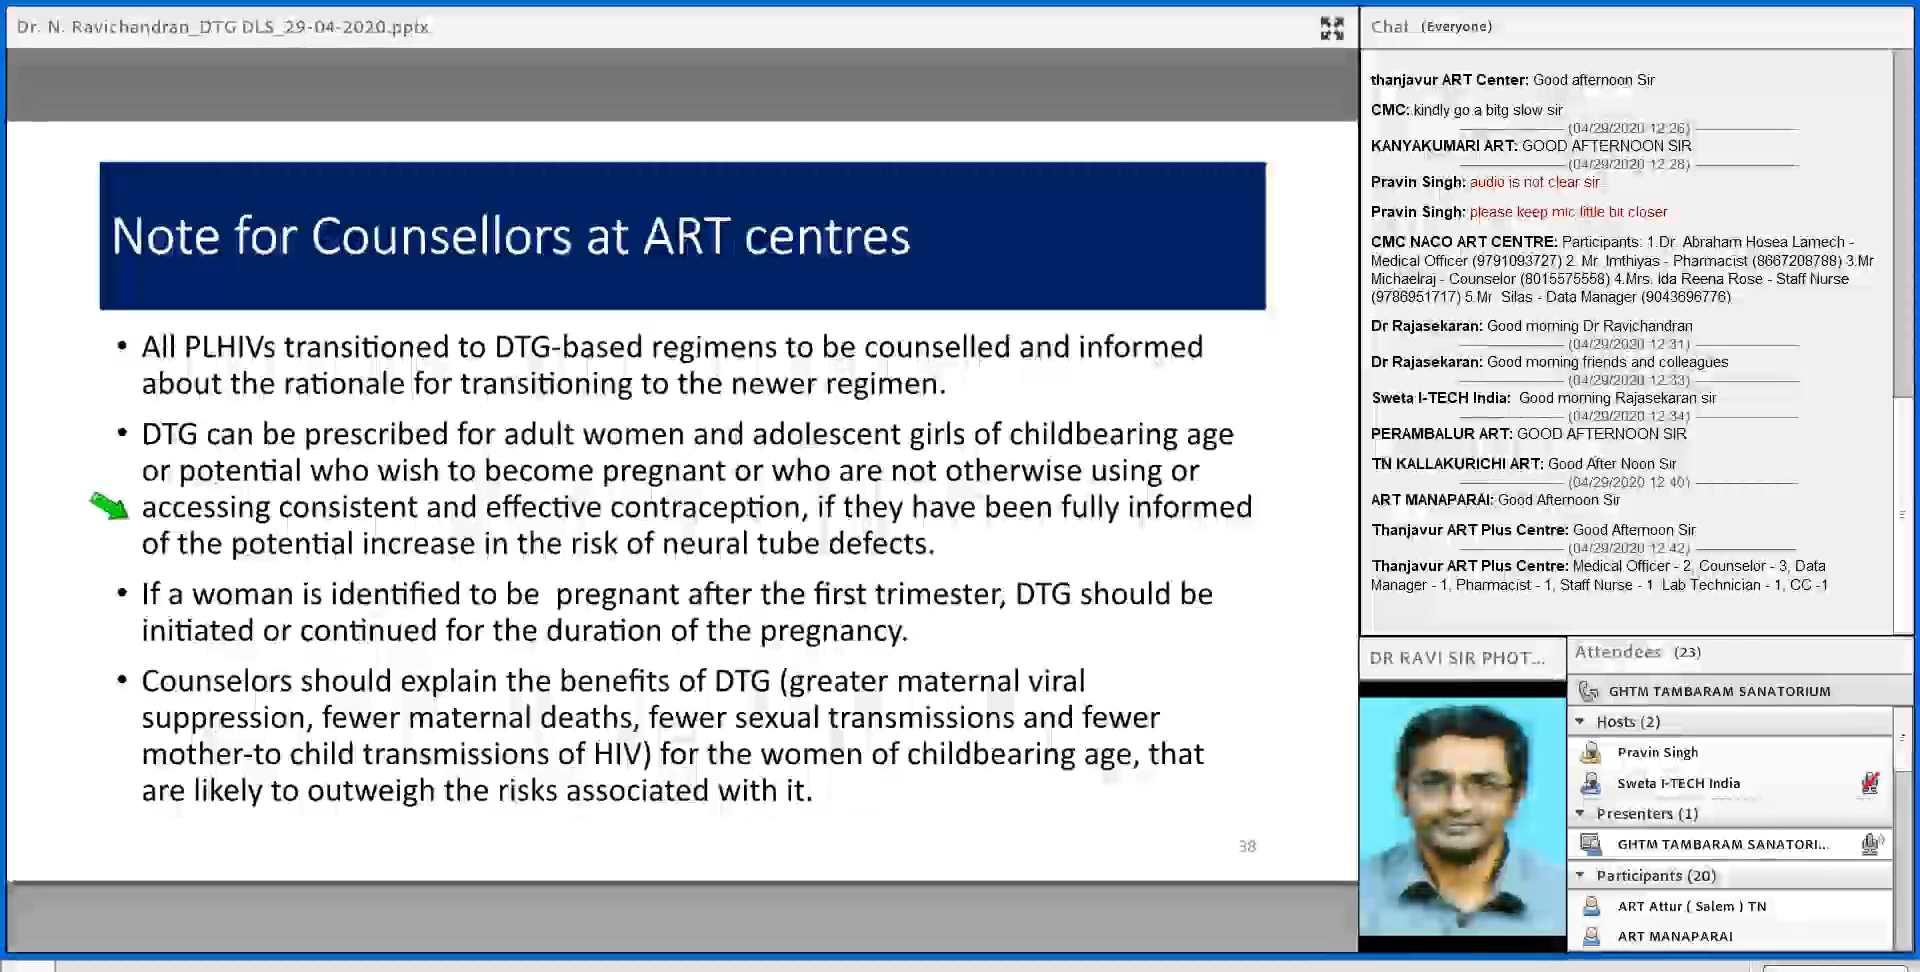 Dr. N. Ravichandran_DTG DLS_29-04-2020.pptx
Note for Counsellors at ART centres
• All PLHIVs transitioned to DTG-based regimens to be counselled and informed
about the rationale for transitioning to the newer regimen.
• DTG can be prescribed for adult women and adolescent girls of childbearing age
or potential who wish to become pregnant or who are not otherwise using or
accessing consistent and effective contraception, if they have been fully informed
of the potential increase in the risk of neural tube defects.
• If a woman is identified to be pregnant after the first trimester, DTG should be
initiated or continued for the duration of the pregnancy.
• Counselors should explain the benefits of DTG (greater maternal viral
suppression, fewer maternal deaths, fewer sexual transmissions and fewer
mother-to child transmissions of HIV) for the women of childbearing age, that
are likely to outweigh the risks associated with it.
38
Chat (Everyone)
thanjavur ART Center: Good afternoon Sir
CMC: kindly go a bitg slow sir
(04/29/2020 12:26)
KANYAKUMARI ART: GOOD AFTERNOON SIR
(04/29/2020 12:28)
Pravin Singh: audio is not clear sir
Pravin Singh: please keep mic little bit closer
CMC NACO ART CENTRE: Participants: 1.Dr. Abraham Hosea Lamech -
Medical Officer (9791093727) 2. Mr. Imthiyas - Pharmacist (8667208788) 3.Mr
Michaelraj - Counselor (8015575558) 4.Mrs. Ida Reena Rose - Staff Nurse
(9786951717) 5.Mr. Silas - Data Manager (9043696776)
Dr Rajasekaran: Good morning Dr Ravichandran
(04/29/2020 12:31)
Dr Rajasekaran: Good morning friends and colleagues
(04/29/2020 12:33)
Sweta I-TECH India: Good morning Rajasekaran sir
(04/29/2020 12:34)
PERAMBALUR ART: GOOD AFTERNOON SIR
TN KALLAKURICHI ART: Good After Noon Sir
(04/29/2020 12:40)
ART MANAPARAI: Good Afternoon Sir
Thanjavur ART Plus Centre: Good Afternoon Sir
(04/29/2020 12:42)
Thanjavur ART Plus Centre: Medical Officer - 2, Counselor - 3, Data
Manager - 1, Pharmacist - 1, Staff Nurse - 1 Lab Technician - 1, CC -1
DR RAVI SIR PHOT...
Attendees (23)
GHTM TAMBARAM SANATORIUM
Hosts (2)
Pravin Singh
Sweta I-TECH India
Presenters (1)
GHTM TAMBARAM SANATORI...
Participants (20)
ART Attur ( Salem ) TN
ART MANAPARAI